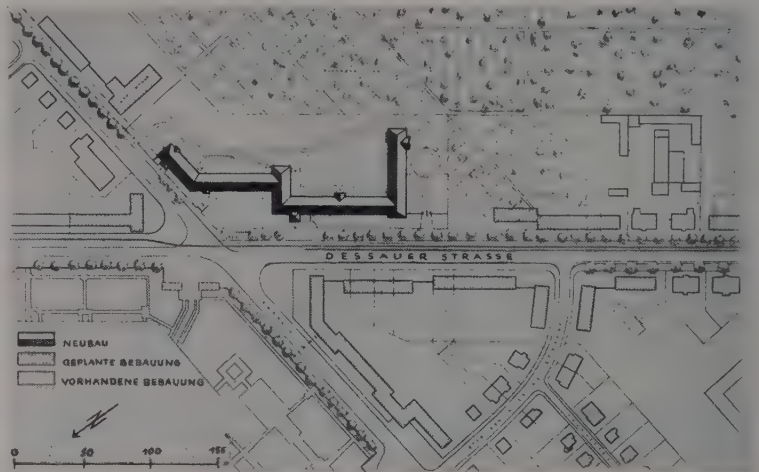 DESSAUER STRASSE
NEUBAU
GEPLANTE BEBAUUNG
VORHANDENE BEBAUUNG
0 50 100 150